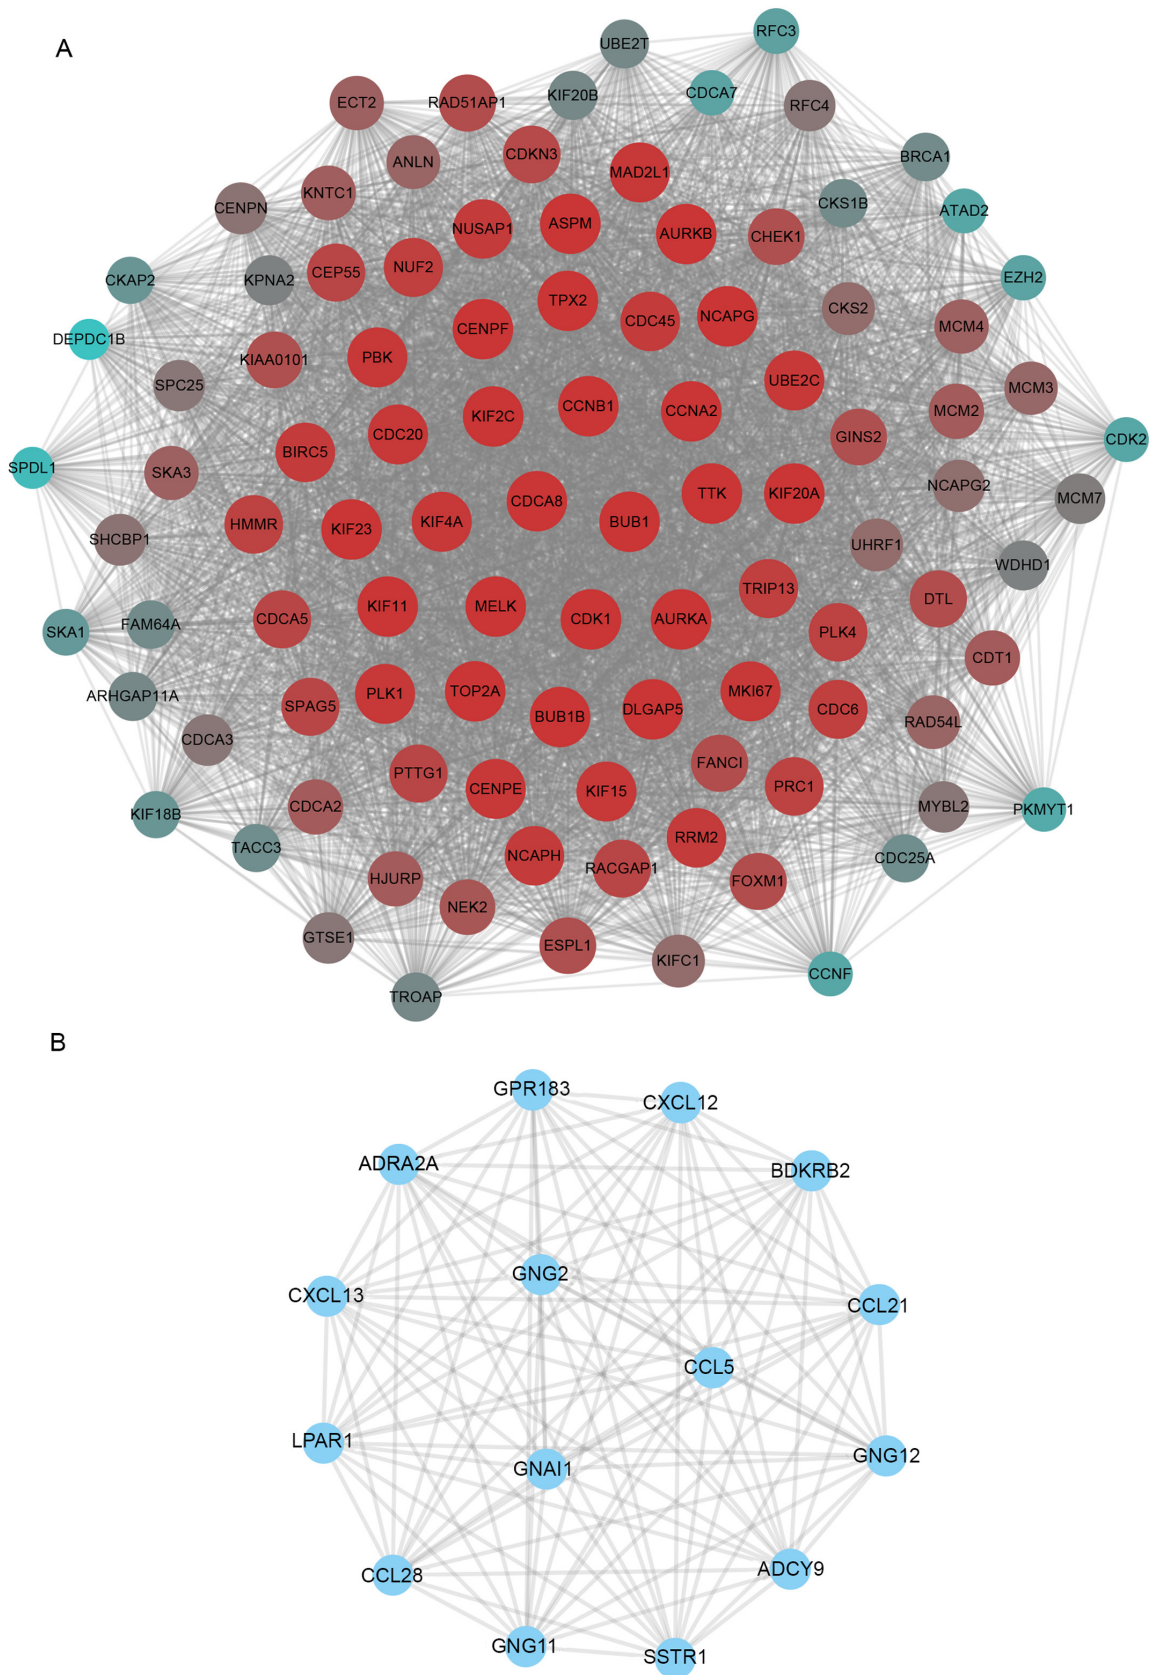 A
RFC3
UBE2T
CDCA7
KIF20B
RFC4
ECT2
RAD51AP1
CDKN3
ANLN
BRCA1
MAD2L1
KNTC1
CKS1B
CENPN
ATAD2
ASPM
NUSAP1
AURKB
CHEK1
NUF2
CEP55
CKAP2
KPNA2
EZH2
TPX2
CKS2
NCAPG
CDC45
MCM4
CENPF
DEPDC1B
PBK
KIAA0101
UBE2C
SPC25
MCM3
CCNB1
CCNA2
MCM2
KIF2C
CDC20
GINS2
CDK2
BIRC5
SPDL1
SKA3
NCAPG2
TTK
KIF20A
MCM7
CDCA8
BUB1
KIF4A
HMMR
KIF23
SHCBP1
UHRF1
WDHD1
TRIP13
DTL
KIF11
MELK
CDK1
AURKA
CDCA5
FAM64A
SKA1
PLK4
CDT1
PLK1
TOP2A
MKI67
ARHGAP11A
SPAG5
BUB1B
DLGAP5
CDC6
RAD54L
CDCA3
FANCI
PTTG1
CENPE
KIF15
PRC1
CDCA2
MYBL2
PKMYT1
KIF18B
RRM2
TACC3
NCAPH
CDC25A
RACGAP1
HJURP
FOXM1
NEK2
GTSE1
ESPL1
KIFC1
CCNF
TROAP
B
GPR183
CXCL12
ADRA2A
BDKRB2
GNG2
CXCL13
CCL21
CCL5
LPAR1
GNG12
GNAI1
CCL28
ADCY9
GNG11
SSTR1